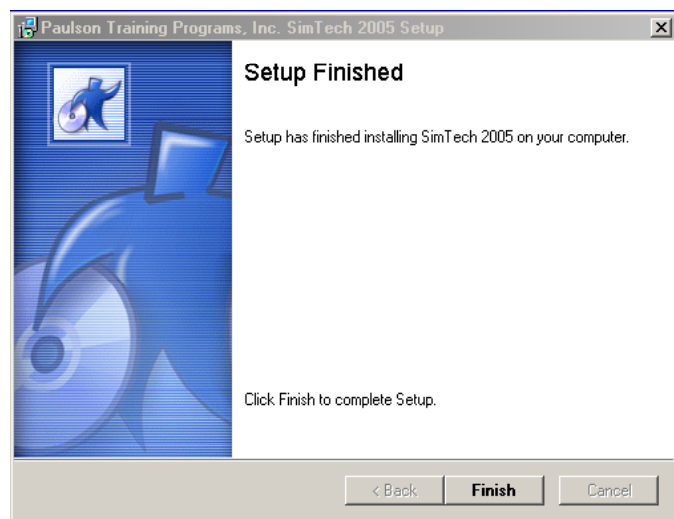 Paulson Training Programs, Inc. SimTech 2005 Setup
Setup Finished
Setup has finished installing SimTech 2005 on your computer.
Click Finish to complete Setup.
< Back
Finish
Cancel